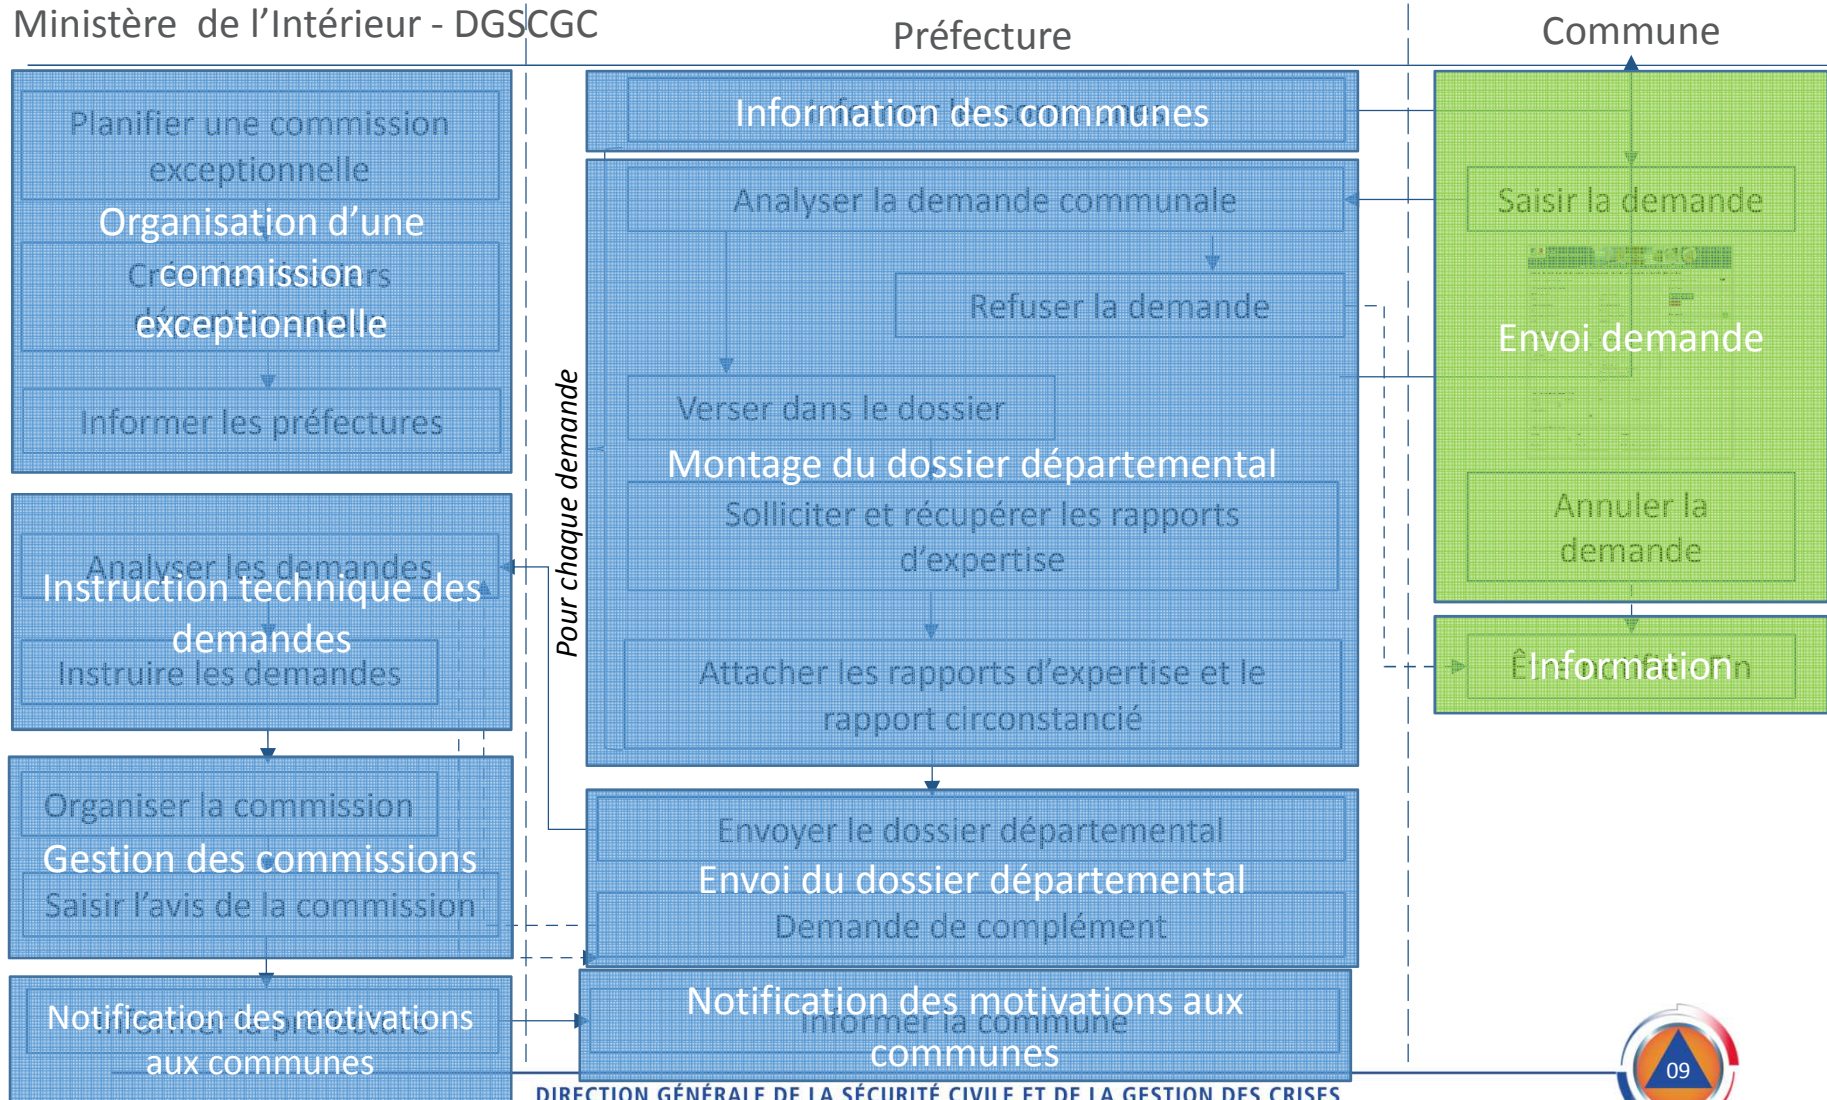 Ministère de l'Intérieur - DGSCGC
Préfecture
Commune
Planifier une commission
exceptionnelle
Organisation d'une
commission
exceptionnelle
Informer les préfectures
Analyser les demandes
Instruction technique des
demandes
Instruire les demandes
Organiser la commission
Gestion des commissions
Saisir l'avis de la commission
Notification des motivations
aux communes
Informer la préfecture
Pour chaque demande
Information des communes
Informer les communes
Analyser la demande communale
Refuser la demande
Verser dans le dossier
Montage du dossier départemental
Solliciter et récupérer les rapports
d'expertise
Attacher les rapports d'expertise et le
rapport circonstancié
Envoyer le dossier départemental
Envoi du dossier départemental
Demande de complément
Notification des motivations aux
communes
Informer la commune
Saisir la demande
Envoi demande
Annuler la
demande
Information
DIRECTION GÉNÉRALE DE LA SÉCURITÉ CIVILE ET DE LA GESTION DES CRISES
09